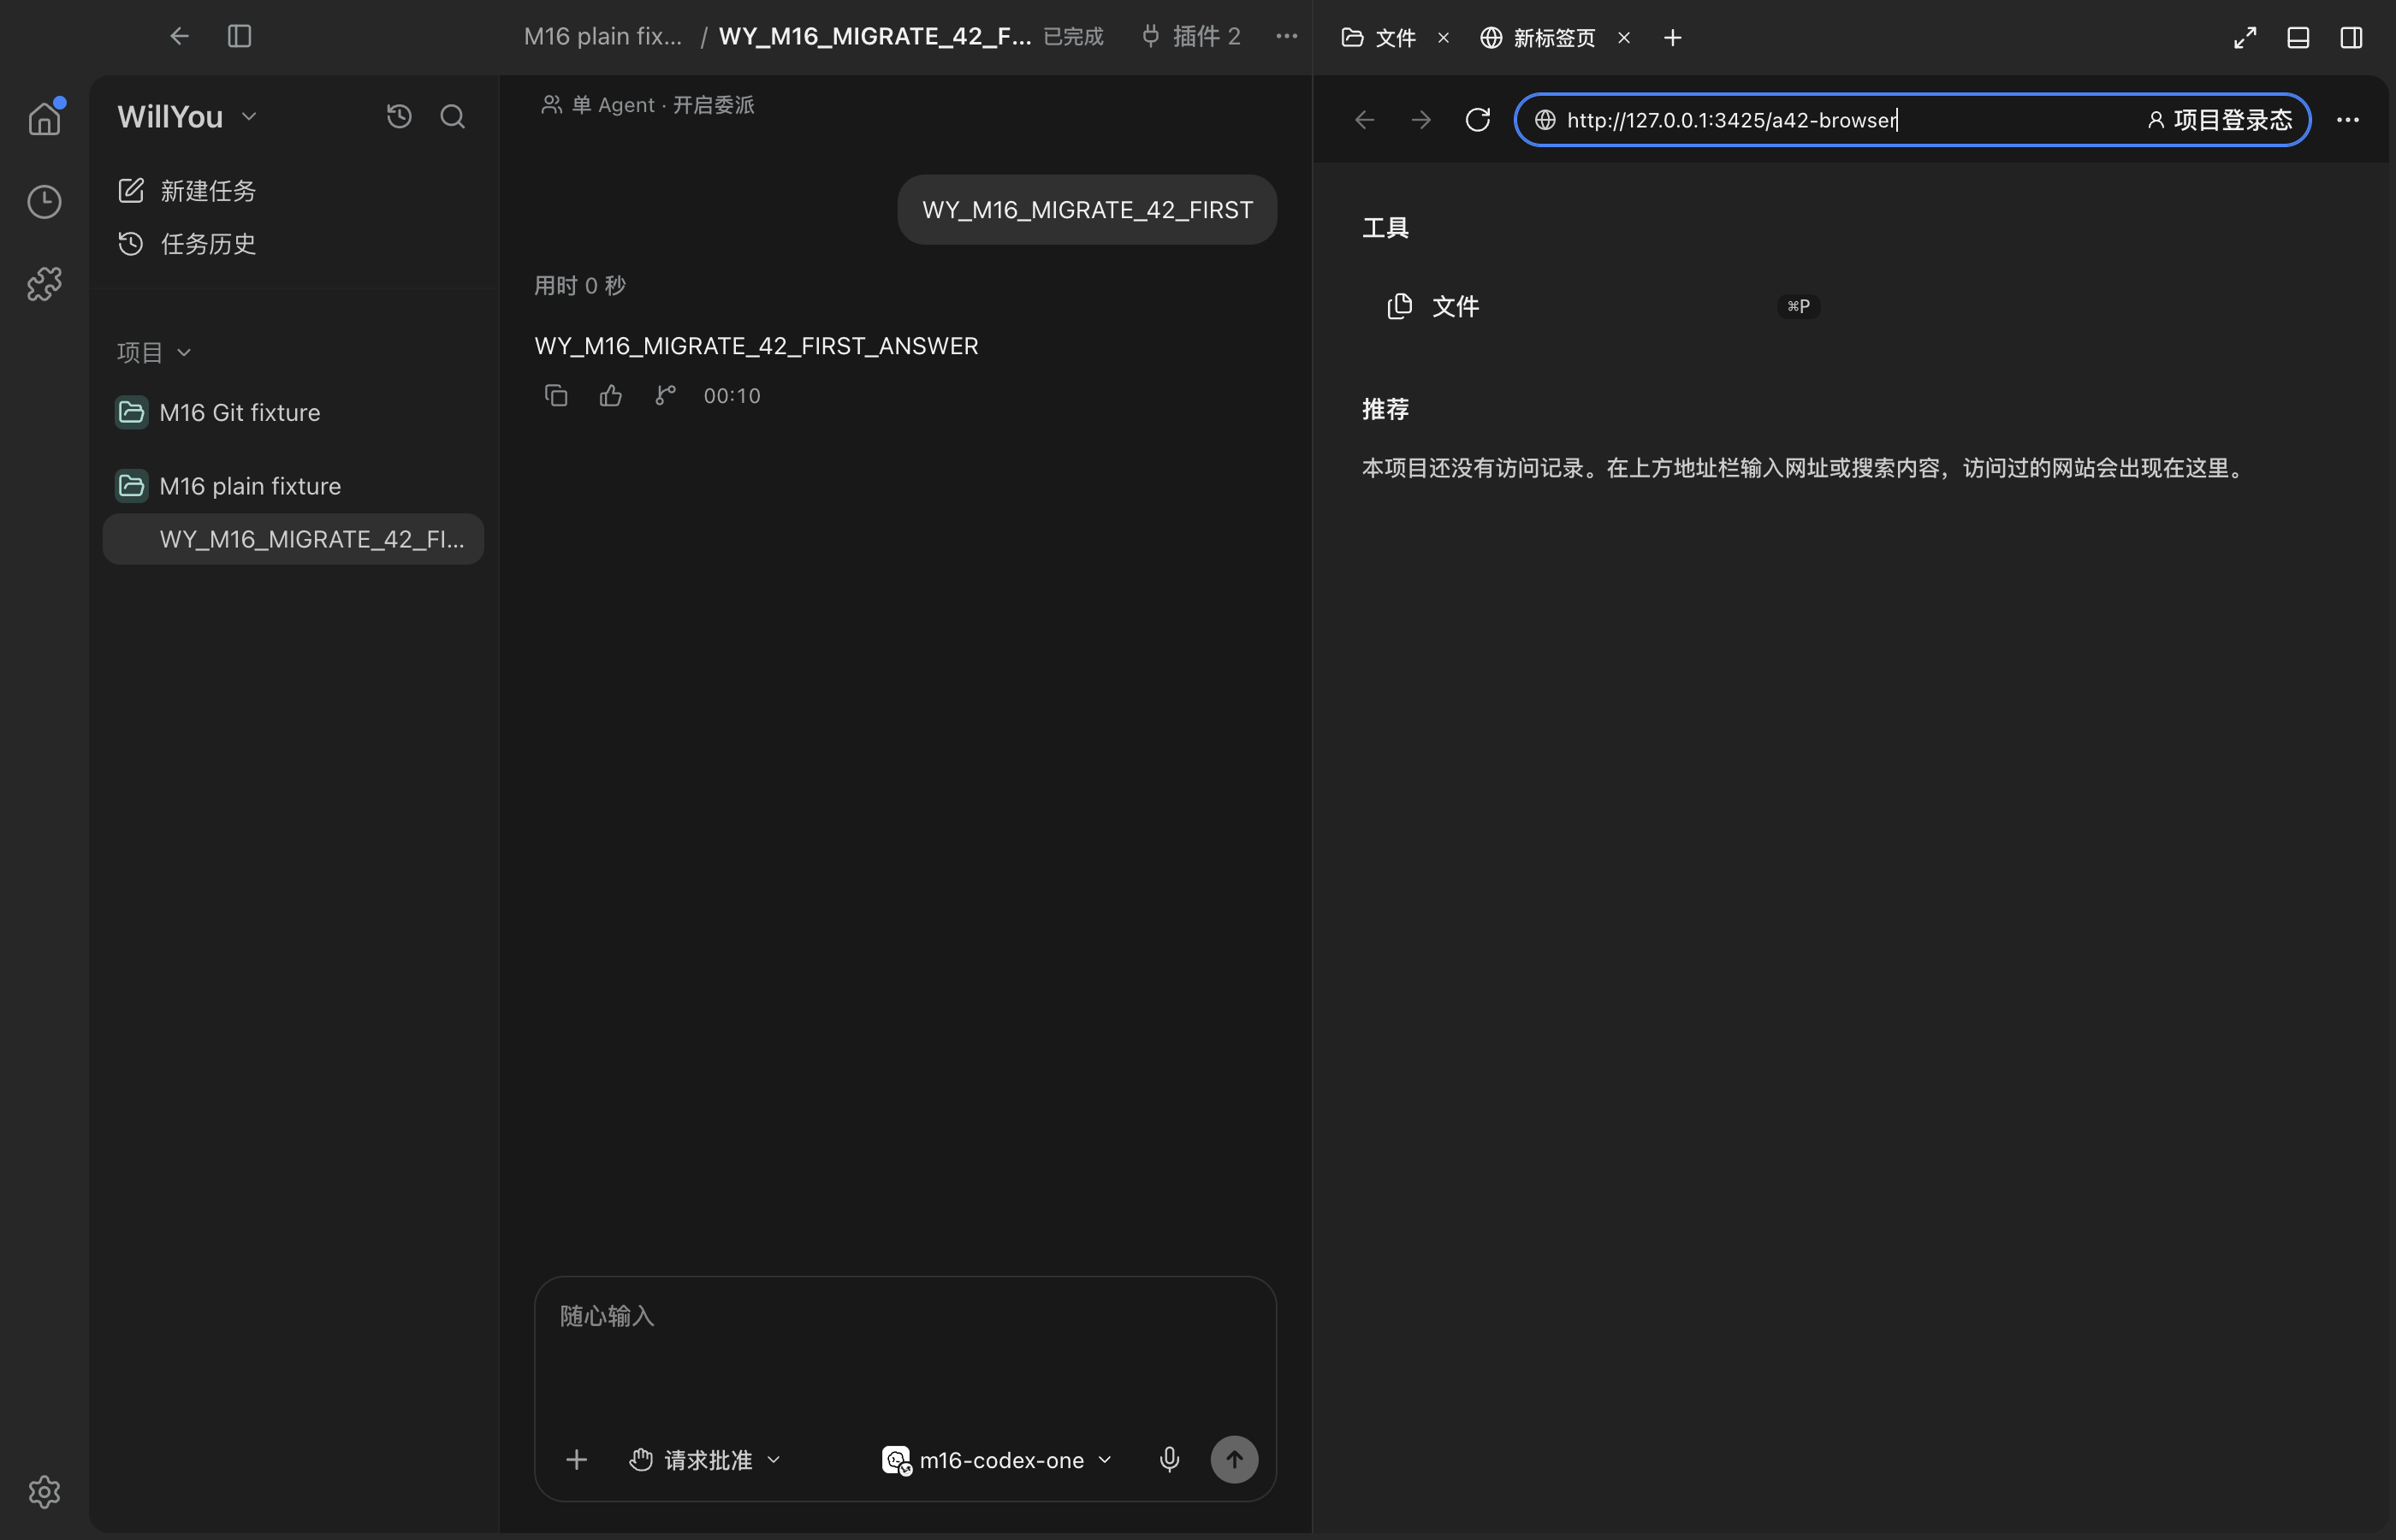 M16 plain fix... / WY_M16_MIGRATE_42_F... 已完成 插件 2
文件 新标签页
WillYou
新建任务
任务历史
项目
M16 Git fixture
M16 plain fixture
WY_M16_MIGRATE_42_FI...
单 Agent · 开启委派
WY_M16_MIGRATE_42_FIRST
用时 0 秒
WY_M16_MIGRATE_42_FIRST_ANSWER
00:10
随心输入
请求批准 m16-codex-one
http://127.0.0.1:3425/a42-browser 项目登录态
工具
文件 ⌘P
推荐
本项目还没有访问记录。在上方地址栏输入网址或搜索内容，访问过的网站会出现在这里。